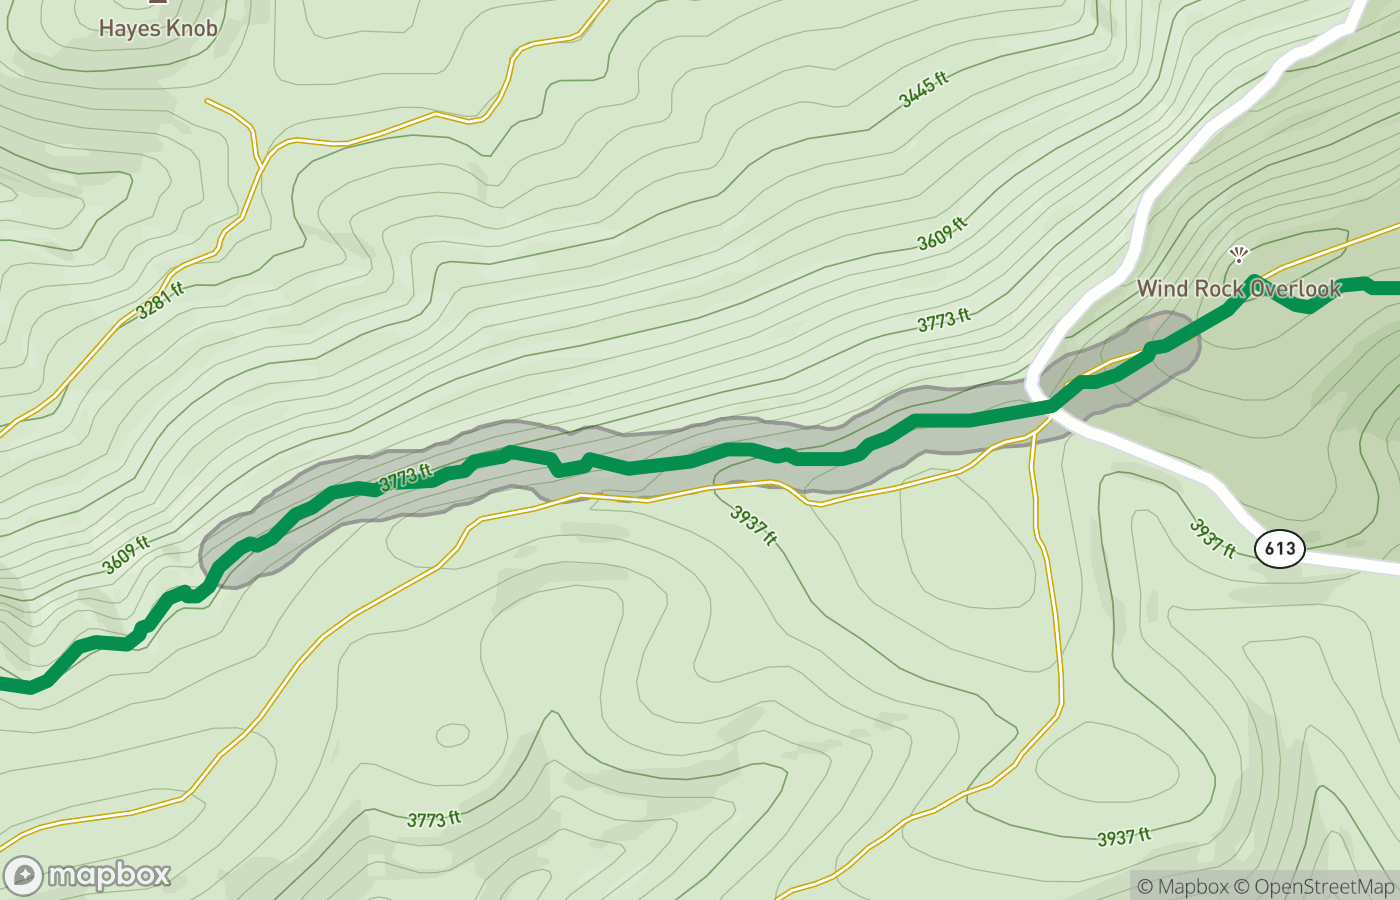 Hayes Knob
3445 ft
3609 ft
Wind Rock Overlook
3281 ft
3773 ft
3773 ft
3937 ft
3937 ft
613
3609 ft
3773 ft
3937 ft
mapbox
© Mapbox © OpenStreetMap